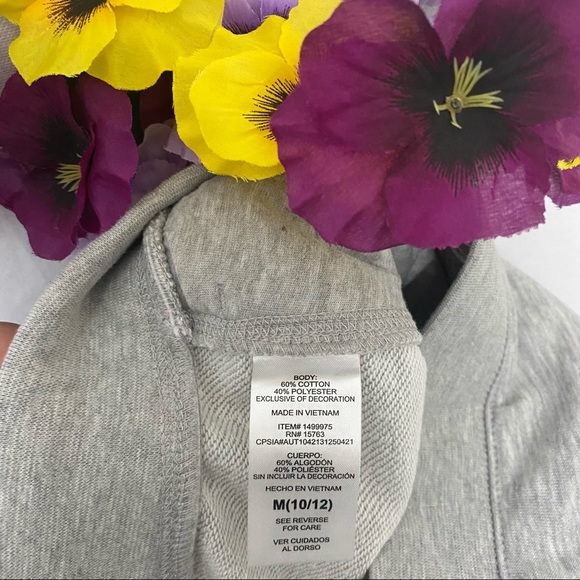 BODY:
60% COTTON
40% POLYESTER
EXCLUSIVE OF DECORATION
MADE IN VIETNAM
ITEM# 1499975
RN# 15763
CPSIA#AUT1042131250421
CUERPO:
60% ALGODÓN
40% POLIÉSTER
SIN INCLUIR LA DECORACIÓN
HECHO EN VIETNAM
M(10/12)
SEE REVERSE
FOR CARE
VER CUIDADOS
AL DORSO